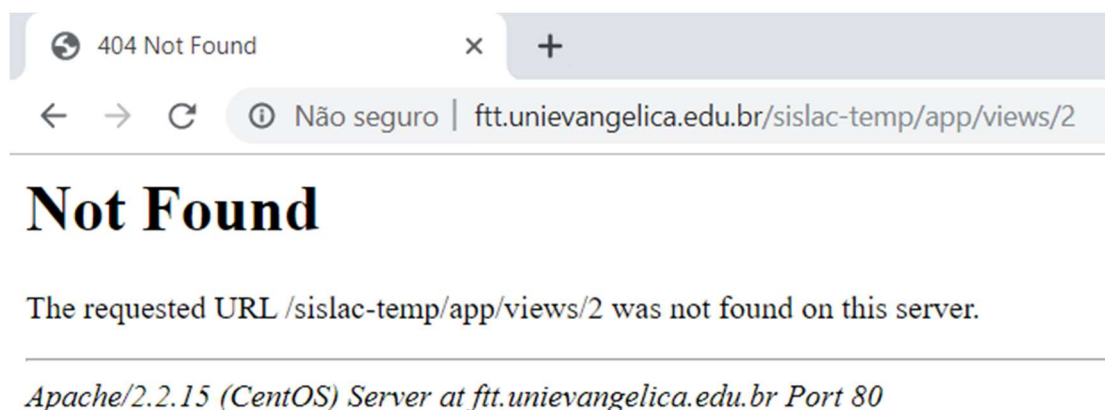 404 Not Found
Não seguro | ftt.unievangelica.edu.br/sislac-temp/app/views/2
Not Found
The requested URL /sislac-temp/app/views/2 was not found on this server.
Apache/2.2.15 (CentOS) Server at ftt.unievangelica.edu.br Port 80